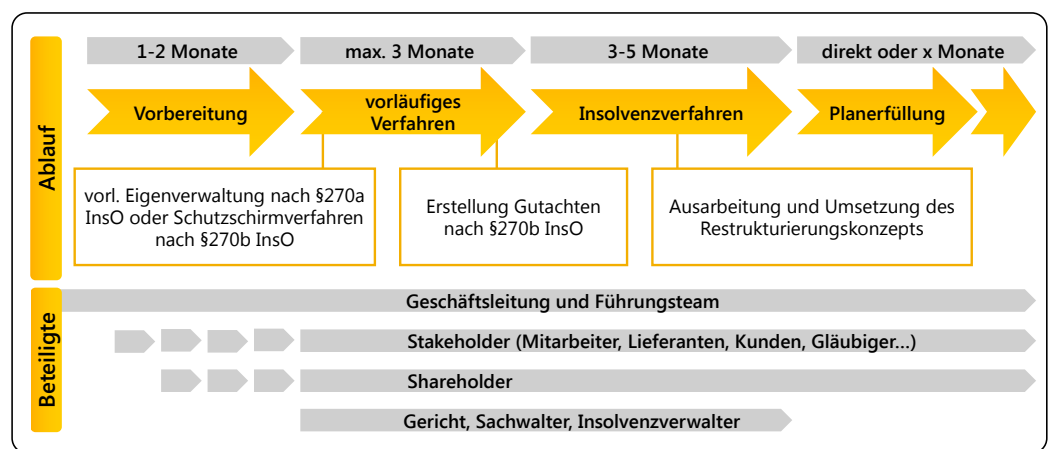 1-2 Monate
max. 3 Monate
3-5 Monate
direkt oder x Monate
Ablauf
Vorbereitung
vorläufiges
Verfahren
Insolvenzverfahren
Planerfüllung
vorl. Eigenverwaltung nach §270a
InsO oder Schutzschirmverfahren
nach §270b InsO
Erstellung Gutachten
nach §270b InsO
Ausarbeitung und Umsetzung des
Restrukturierungskonzepts
Beteiligte
Geschäftsleitung und Führungsteam
Stakeholder (Mitarbeiter, Lieferanten, Kunden, Gläubiger...)
Shareholder
Gericht, Sachwalter, Insolvenzverwalter